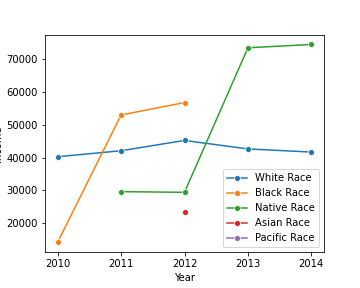 70000
60000
50000
40000
30000
20000
2010 2011 2012 2013 2014
Year
White Race
Black Race
Native Race
Asian Race
Pacific Race